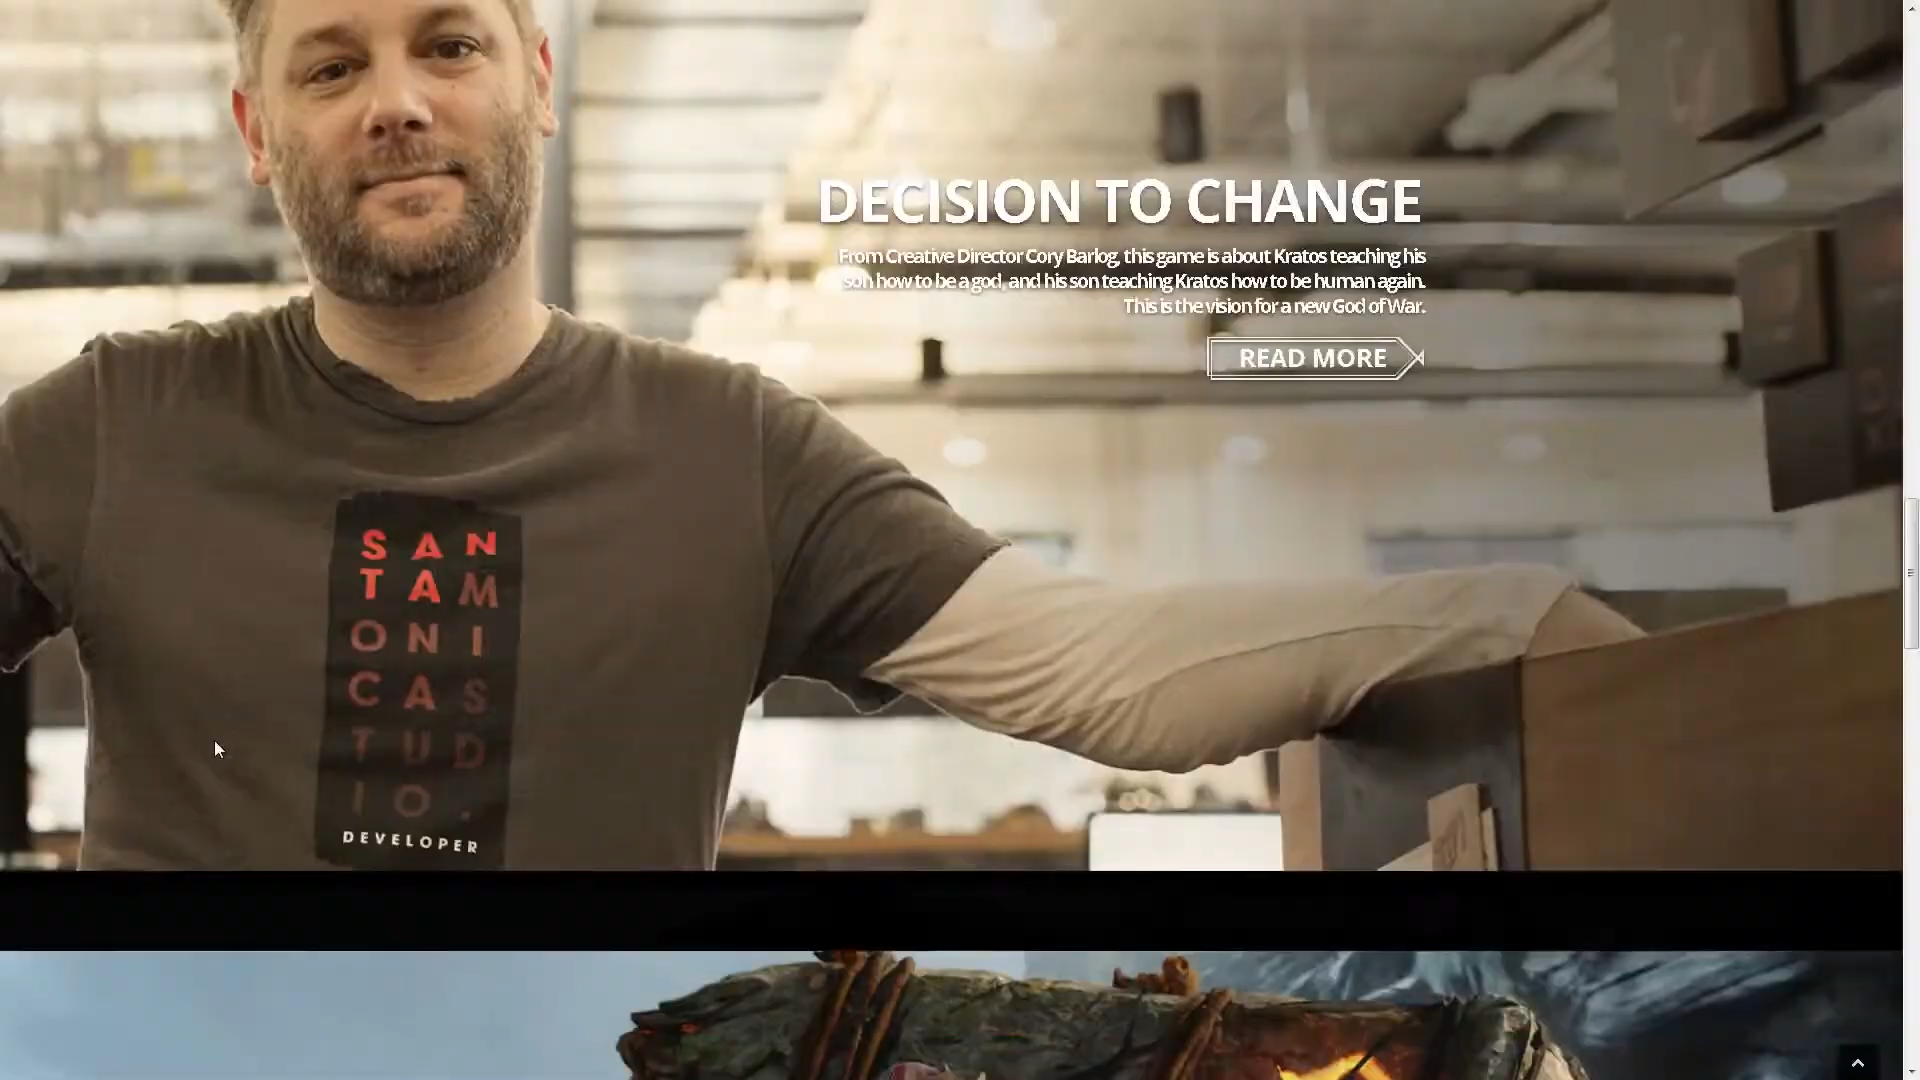 DECISION TO CHANGE
From Creative Director Cory Barlog, this game is about Kratos teaching his
son how to be a god, and his son teaching Kratos how to be human again.
This is the vision for a new God of War.
READ MORE
SAN
TAM
ONI
CAS
TUD
IO.
DEVELOPER